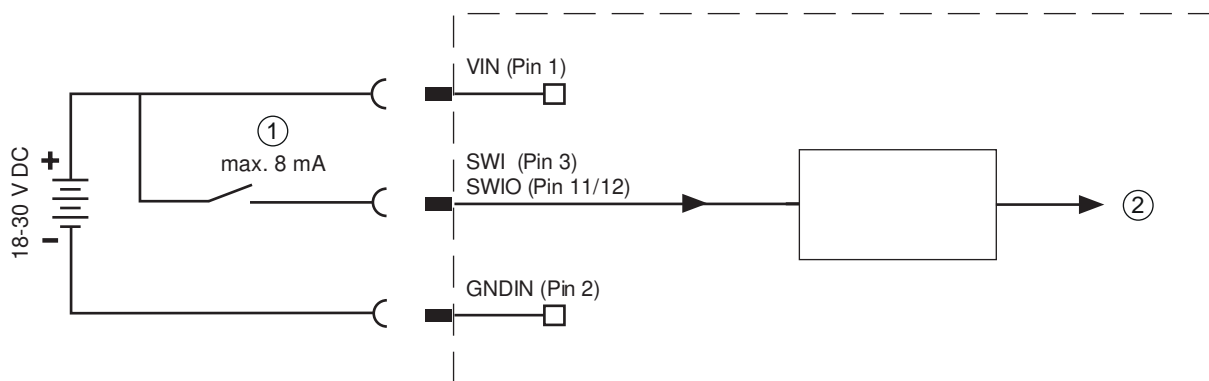 VIN (Pin 1)
①
max. 8 mA
SWI (Pin 3)
SWIO (Pin 11/12)
②
+
18-30 V DC
-
GNDIN (Pin 2)